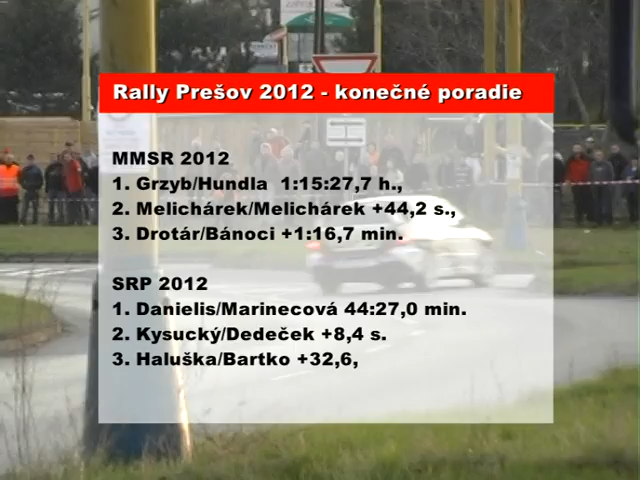 Rally Prešov 2012 - konečné poradie
MMSR 2012
1. Grzyb/Hundla 1:15:27,7 h.,
2. Melichárek/Melichárek +44,2 s.,
3. Drotár/Bánoci +1:16,7 min.
SRP 2012
1. Danielis/Marinecová 44:27,0 min.
2. Kysucký/Dedeček +8,4 s.
3. Haluška/Bartko +32,6,